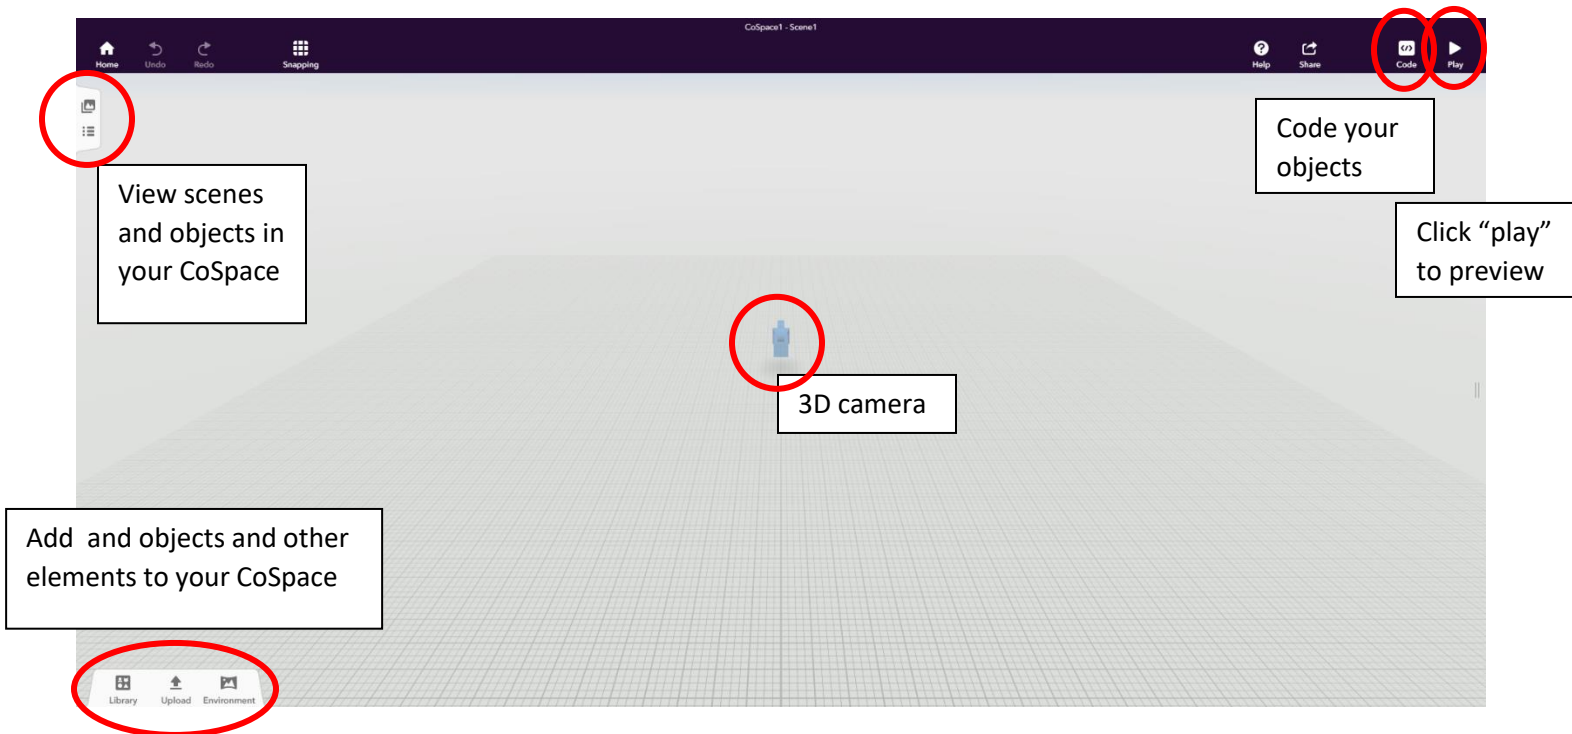 CoSpace1 - Scene1
Home Undo Redo Snapping Help Share Code Play
Code your
objects
View scenes
and objects in
your CoSpace
Click “play”
to preview
3D camera
Add  and objects and other
elements to your CoSpace
Library Upload Environment